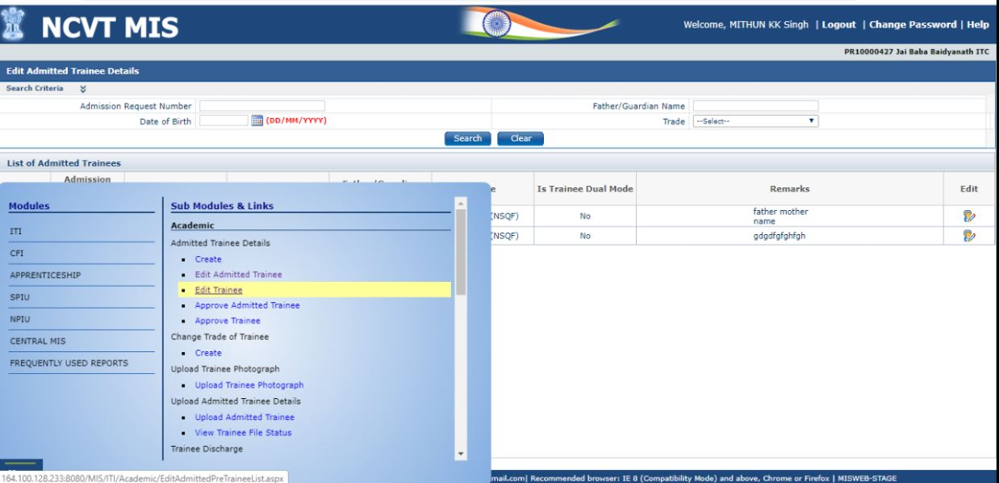 NCVT MIS
Welcome, MITHUN KK Singh | Logout | Change Password | Help
PR10000427 Jai Baba Baidyanath ITC
Edit Admitted Trainee Details
Search Criteria
Admission Request Number Father/Guardian Name
Date of Birth (DD/MM/YYYY) Trade --Select--
Search Clear
List of Admitted Trainees
Admission
Is Trainee Dual Mode Remarks Edit
(NSQF) No father mother
name
(NSQF) No gdgdfgfghfgh
Modules
ITI
CFI
APPRENTICESHIP
SPIU
NPIU
CENTRAL MIS
FREQUENTLY USED REPORTS
Sub Modules & Links
Academic
Admitted Trainee Details
Create
Edit Admitted Trainee
Edit Trainee
Approve Admitted Trainee
Approve Trainee
Change Trade of Trainee
Create
Upload Trainee Photograph
Upload Trainee Photograph
Upload Admitted Trainee Details
Upload Admitted Trainee
View Trainee File Status
Trainee Discharge
164.100.128.233:8080/MIS/ITI/Academic/EditAdmittedPreTraineeList.aspx
mail.com| Recommended browser: IE 8 (Compatibility Mode) and above, Chrome or Firefox | MISWEB-STAGE